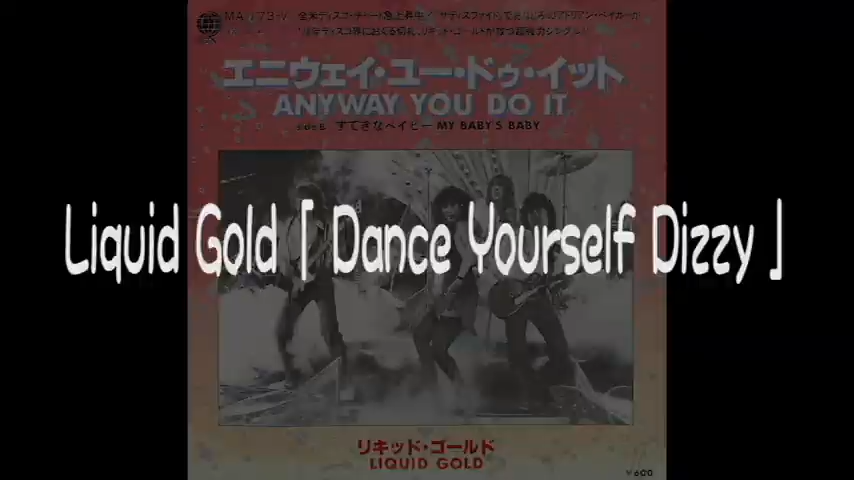 エニウェイ・ユー・ドゥ・イット
ANYWAY YOU DO IT
side B すてきなベイビー MY BABY'S BABY
Liquid Gold「 Dance Yourself Dizzy 」
リキッド・ゴールド
LIQUID GOLD
￥600